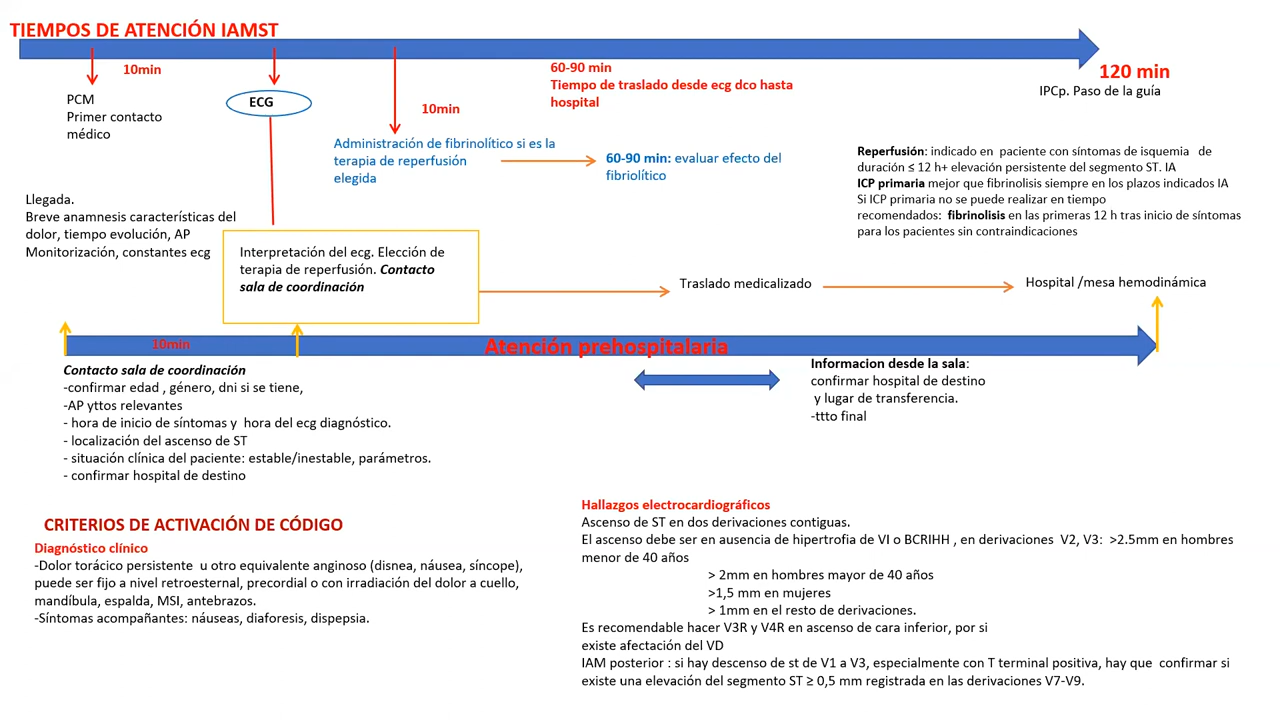 TIEMPOS DE ATENCIÓN IAMST
10min
60-90 min
Tiempo de traslado desde ecg dco hasta
hospital
120 min
IPCp. Paso de la guía
PCM
Primer contacto
médico
ECG
10min
Administración de fibrinolítico si es la
terapia de reperfusión
elegida
60-90 min: evaluar efecto del
fibriolítico
Reperfusión: indicado en paciente con síntomas de isquemia de
duración ≤ 12 h+ elevación persistente del segmento ST. IA
ICP primaria mejor que fibrinolisis siempre en los plazos indicados IA
Si ICP primaria no se puede realizar en tiempo
recomendados: fibrinolisis en las primeras 12 h tras inicio de síntomas
para los pacientes sin contraindicaciones
Llegada.
Breve anamnesis características del
dolor, tiempo evolución, AP
Monitorización, constantes ecg
Interpretación del ecg. Elección de
terapia de reperfusión. Contacto
sala de coordinación
Traslado medicalizado
Hospital /mesa hemodinámica
10min
Atención prehospitalaria
Contacto sala de coordinación
-confirmar edad , género, dni si se tiene,
-AP yttos relevantes
- hora de inicio de síntomas y hora del ecg diagnóstico.
- localización del ascenso de ST
- situación clínica del paciente: estable/inestable, parámetros.
- confirmar hospital de destino
Informacion desde la sala:
confirmar hospital de destino
y lugar de transferencia.
-ttto final
CRITERIOS DE ACTIVACIÓN DE CÓDIGO
Diagnóstico clínico
-Dolor torácico persistente u otro equivalente anginoso (disnea, náusea, síncope),
puede ser fijo a nivel retroesternal, precordial o con irradiación del dolor a cuello,
mandíbula, espalda, MSI, antebrazos.
-Síntomas acompañantes: náuseas, diaforesis, dispepsia.
Hallazgos electrocardiográficos
Ascenso de ST en dos derivaciones contiguas.
El ascenso debe ser en ausencia de hipertrofia de VI o BCRIHH , en derivaciones V2, V3: >2.5mm en hombres
menor de 40 años
> 2mm en hombres mayor de 40 años
>1,5 mm en mujeres
> 1mm en el resto de derivaciones.
Es recomendable hacer V3R y V4R en ascenso de cara inferior, por si
existe afectación del VD
IAM posterior : si hay descenso de st de V1 a V3, especialmente con T terminal positiva, hay que confirmar si
existe una elevación del segmento ST ≥ 0,5 mm registrada en las derivaciones V7-V9.